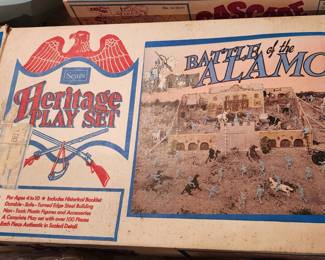 CASCADE
Sears
Heritage
PLAY SET
BATTLE of the
ALAMO
For Ages 4 to 10 ★ Includes Historical Booklet
Durable - Safe - Turned Edge Steel Building
Non - Toxic Plastic Figures and Accessories
A Complete Play set with over 100 Pieces
Each Piece Authentic in Scaled Detail